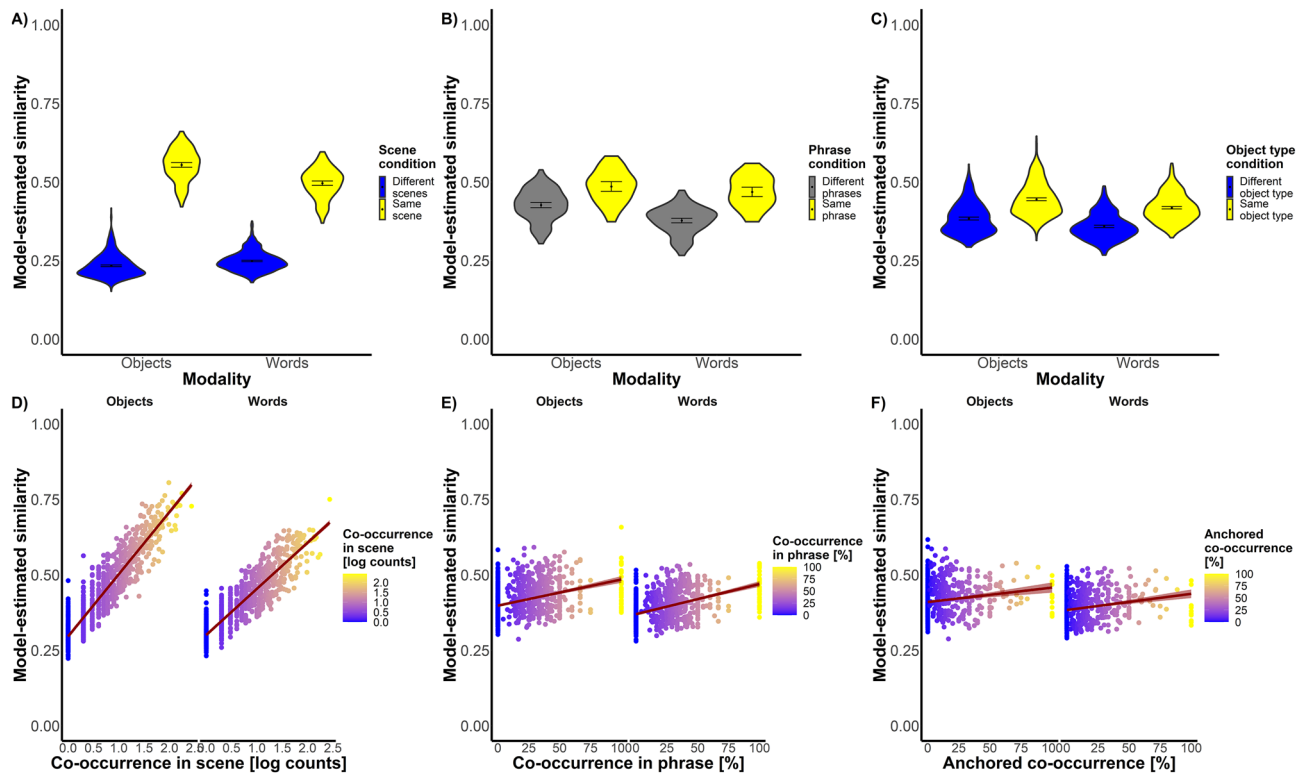 A)
1.00
0.75
0.50
0.25
0.00
Model-estimated similarity
Objects
Words
Modality
Scene
condition
Different
scenes
Same
scene
B)
1.00
0.75
0.50
0.25
0.00
Model-estimated similarity
Objects
Words
Modality
Phrase
condition
Different
phrases
Same
phrase
C)
1.00
0.75
0.50
0.25
0.00
Model-estimated similarity
Objects
Words
Modality
Object type
condition
Different
object type
Same
object type
D)
Objects
Words
1.00
0.75
0.50
0.25
0.00
Model-estimated similarity
0.0 0.5 1.0 1.5 2.0 2.5
0.0 0.5 1.0 1.5 2.0 2.5
Co-occurrence in scene [log counts]
Co-occurrence
in scene
[log counts]
2.0
1.5
1.0
0.5
0.0
E)
Objects
Words
1.00
0.75
0.50
0.25
0.00
Model-estimated similarity
0 25 50 75 100
0 25 50 75 100
Co-occurrence in phrase [%]
Co-occurrence
in phrase [%]
100
75
50
25
0
F)
Objects
Words
1.00
0.75
0.50
0.25
0.00
Model-estimated similarity
0 25 50 75 100
0 25 50 75 100
Anchored co-occurrence [%]
Anchored
co-occurrence
[%]
100
75
50
25
0